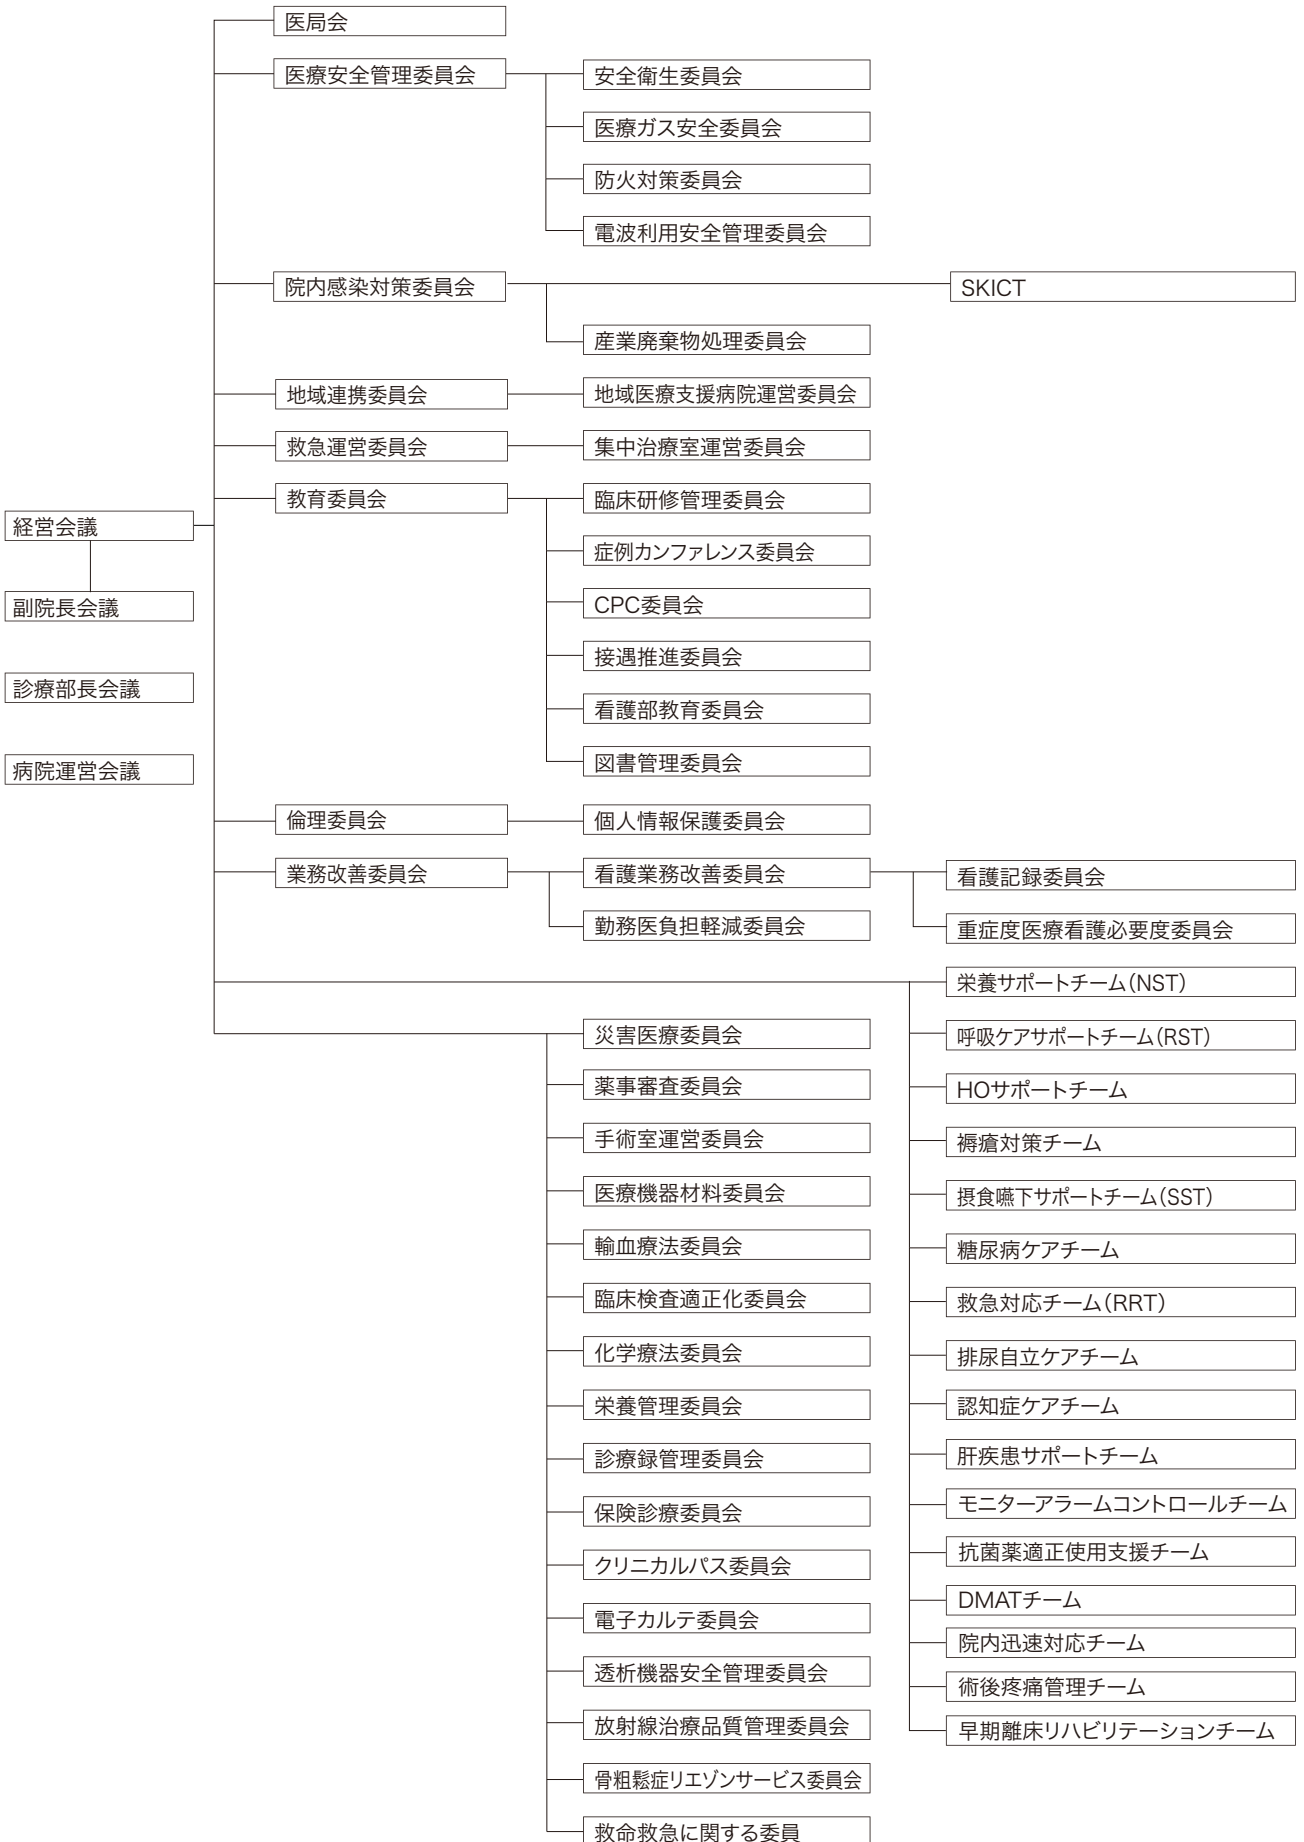 医局会
医療安全管理委員会
安全衛生委員会
医療ガス安全委員会
防火対策委員会
電波利用安全管理委員会
院内感染対策委員会
SKICT
産業廃棄物処理委員会
地域連携委員会
地域医療支援病院運営委員会
救急運営委員会
集中治療室運営委員会
教育委員会
臨床研修管理委員会
症例カンファレンス委員会
CPC委員会
接遇推進委員会
看護部教育委員会
図書管理委員会
経営会議
副院長会議
診療部長会議
病院運営会議
倫理委員会
個人情報保護委員会
業務改善委員会
看護業務改善委員会
看護記録委員会
勤務医負担軽減委員会
重症度医療看護必要度委員会
災害医療委員会
薬事審査委員会
手術室運営委員会
医療機器材料委員会
輸血療法委員会
臨床検査適正化委員会
化学療法委員会
栄養管理委員会
診療録管理委員会
保険診療委員会
クリニカルパス委員会
電子カルテ委員会
透析機器安全管理委員会
放射線治療品質管理委員会
骨粗鬆症リエゾンサービス委員会
救命救急に関する委員
栄養サポートチーム(NST)
呼吸ケアサポートチーム(RST)
HOサポートチーム
褥瘡対策チーム
摂食嚥下サポートチーム(SST)
糖尿病ケアチーム
救急対応チーム(RRT)
排尿自立ケアチーム
認知症ケアチーム
肝疾患サポートチーム
モニターアラームコントロールチーム
抗菌薬適正使用支援チーム
DMATチーム
院内迅速対応チーム
術後疼痛管理チーム
早期離床リハビリテーションチーム